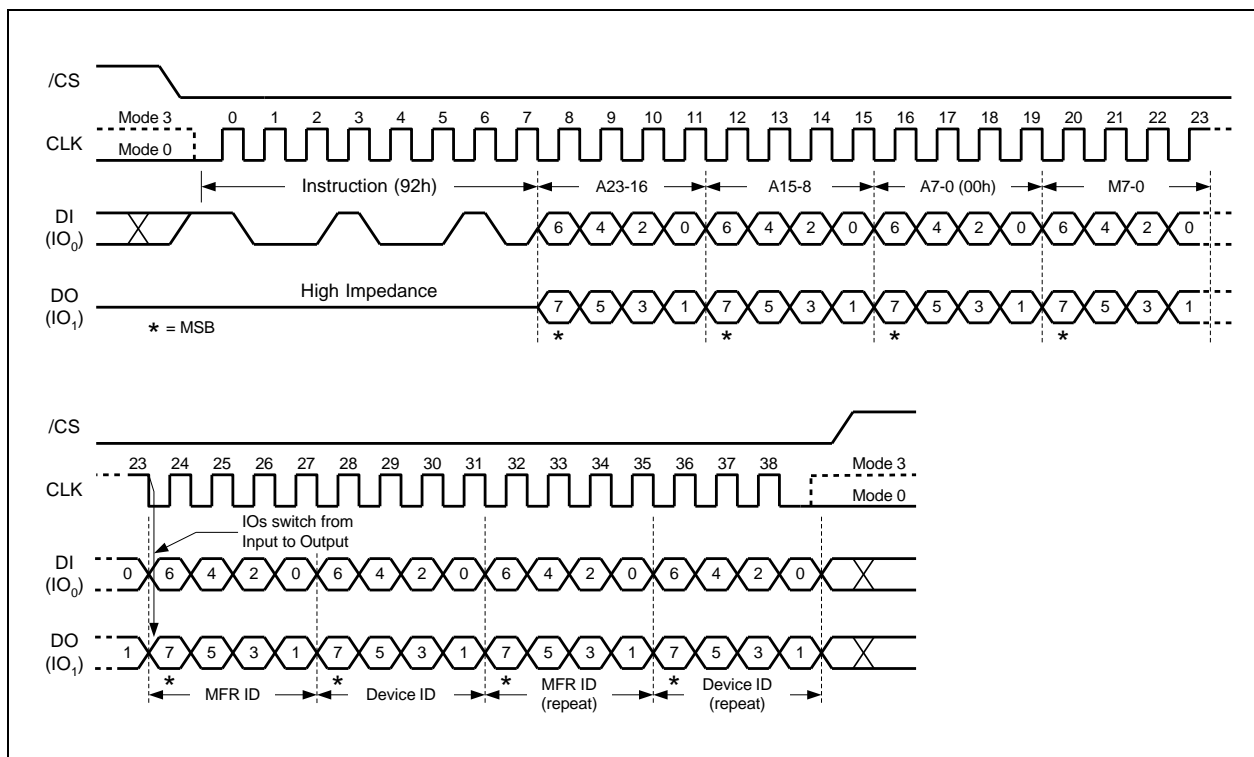 /CS
Mode 3
0 1 2 3 4 5 6 7 8 9 10 11 12 13 14 15 16 17 18 19 20 21 22 23
CLK
Mode 0
Instruction (92h) A23-16 A15-8 A7-0 (00h) M7-0
DI
(IO0)
6 4 2 0 6 4 2 0 6 4 2 0 6 4 2 0
High Impedance
DO
(IO1)
7 5 3 1 7 5 3 1 7 5 3 1 7 5 3 1
* = MSB
* * * *
/CS
23 24 25 26 27 28 29 30 31 32 33 34 35 36 37 38
Mode 3
CLK
Mode 0
IOs switch from
Input to Output
DI
(IO0)
0 6 4 2 0 6 4 2 0 6 4 2 0 6 4 2 0
DO
(IO1)
1 7 5 3 1 7 5 3 1 7 5 3 1 7 5 3 1
* * * *
MFR ID Device ID MFR ID
(repeat)
Device ID
(repeat)